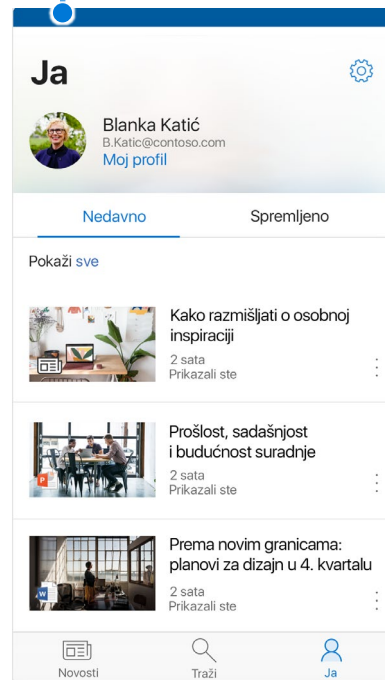 Ja
Blanka Katić
B.Katic@contoso.com
Moj profil
Nedavno
Spremljeno
Pokaži sve
Kako razmišljati o osobnoj
inspiraciji
2 sata
Prikazali ste
Prošlost, sadašnjost
i budućnost suradnje
2 sata
Prikazali ste
Prema novim granicama:
planovi za dizajn u 4. kvartalu
2 sata
Prikazali ste
Novosti
Traži
Ja